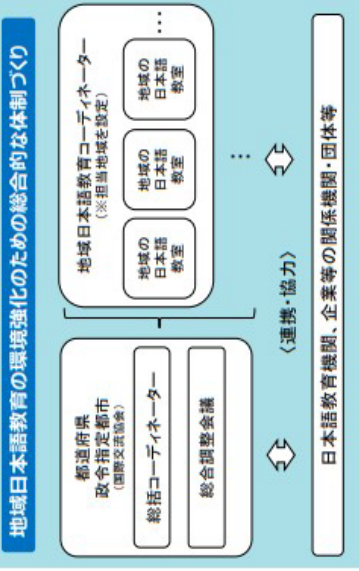 地域日本語教育の環境強化のための総合的な体制づくり
都道府県
政令指定都市
(国際交流協会)
総括コーディネーター
総合調整会議
地域日本語教育コーディネーター
(※担当地域を設定)
地域の
日本語
教室
地域の
日本語
教室
地域の
日本語
教室
…
…
〈連携・協力〉
日本語教育機関、企業等の関係機関・団体等